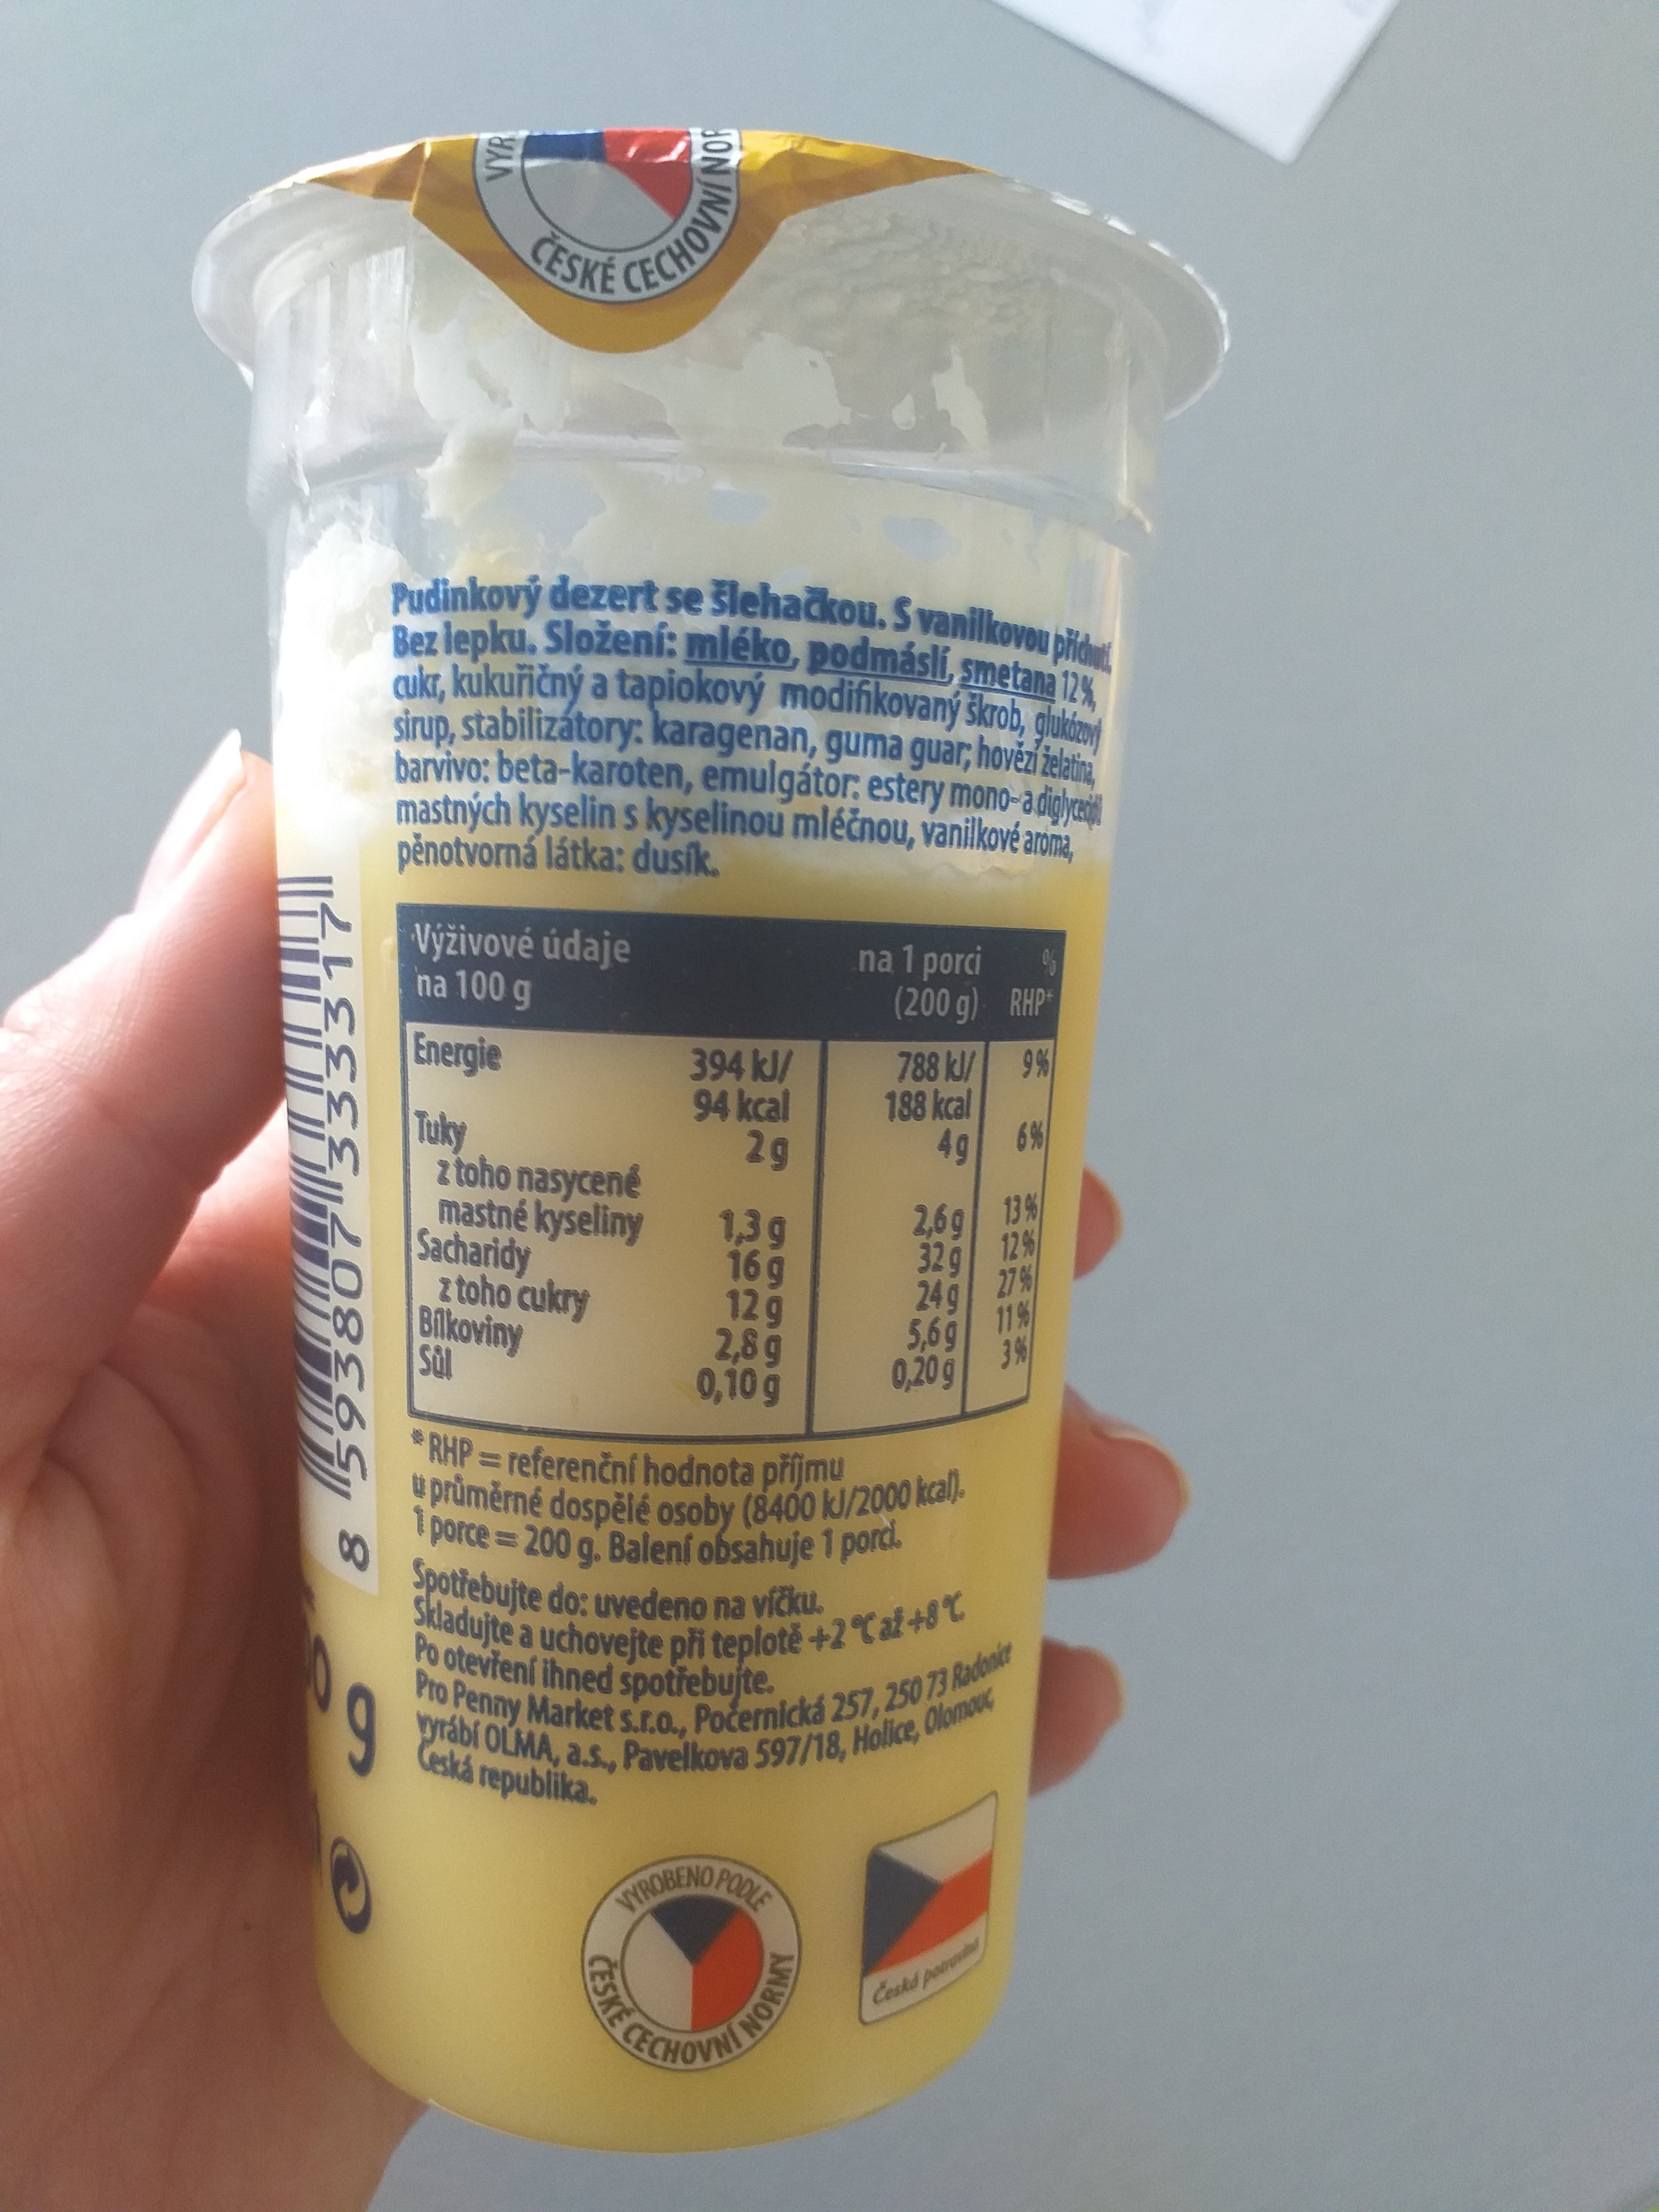 VYR
ČESKÉ CECHOVNÍ NOR
Pudinkový dezert se šlehačkou. S vanilkovou příchutí.
Bez lepku. Složení: mléko, podmáslí, smetana 12%,
cukr, kukuřičný a tapiokový modifikovaný škrob, glukózový
sirup, stabilizátory: karagenan, guma guar; hovězí želatina,
barvivo: beta-karoten, emulgátor: estery mono- a diglyceridů
mastných kyselin s kyselinou mléčnou, vanilkové aroma,
pěnotvorná látka: dusík.
Výživové údaje na 1 porci %
na 100 g (200 g) RHP*
Energie 394 kJ/ 788 kJ/ 9%
94 kcal 188 kcal
Tuky 2 g 4 g 6%
z toho nasycené
mastné kyseliny 1,3 g 2,6 g 13%
Sacharidy 16 g 32 g 12%
z toho cukry 12 g 24 g 27%
Bílkoviny 2,8 g 5,6 g 11%
Sůl 0,10 g 0,20 g 3%
* RHP = referenční hodnota příjmu
u průměrné dospělé osoby (8400 kJ/2000 kcal).
1 porce = 200 g. Balení obsahuje 1 porci.
Spotřebujte do: uvedeno na víčku.
Skladujte a uchovejte při teplotě +2 °C až +8 °C.
Po otevření ihned spotřebujte.
Pro Penny Market s.r.o., Počernická 257, 250 73 Radonice
vyrábí OLMA, a.s., Pavelkova 597/18, Holice, Olomouc,
Česká republika.
8 593807 333317
0 g
VYROBENO PODLE
ČESKÉ CECHOVNÍ NORMY
Česká potravina